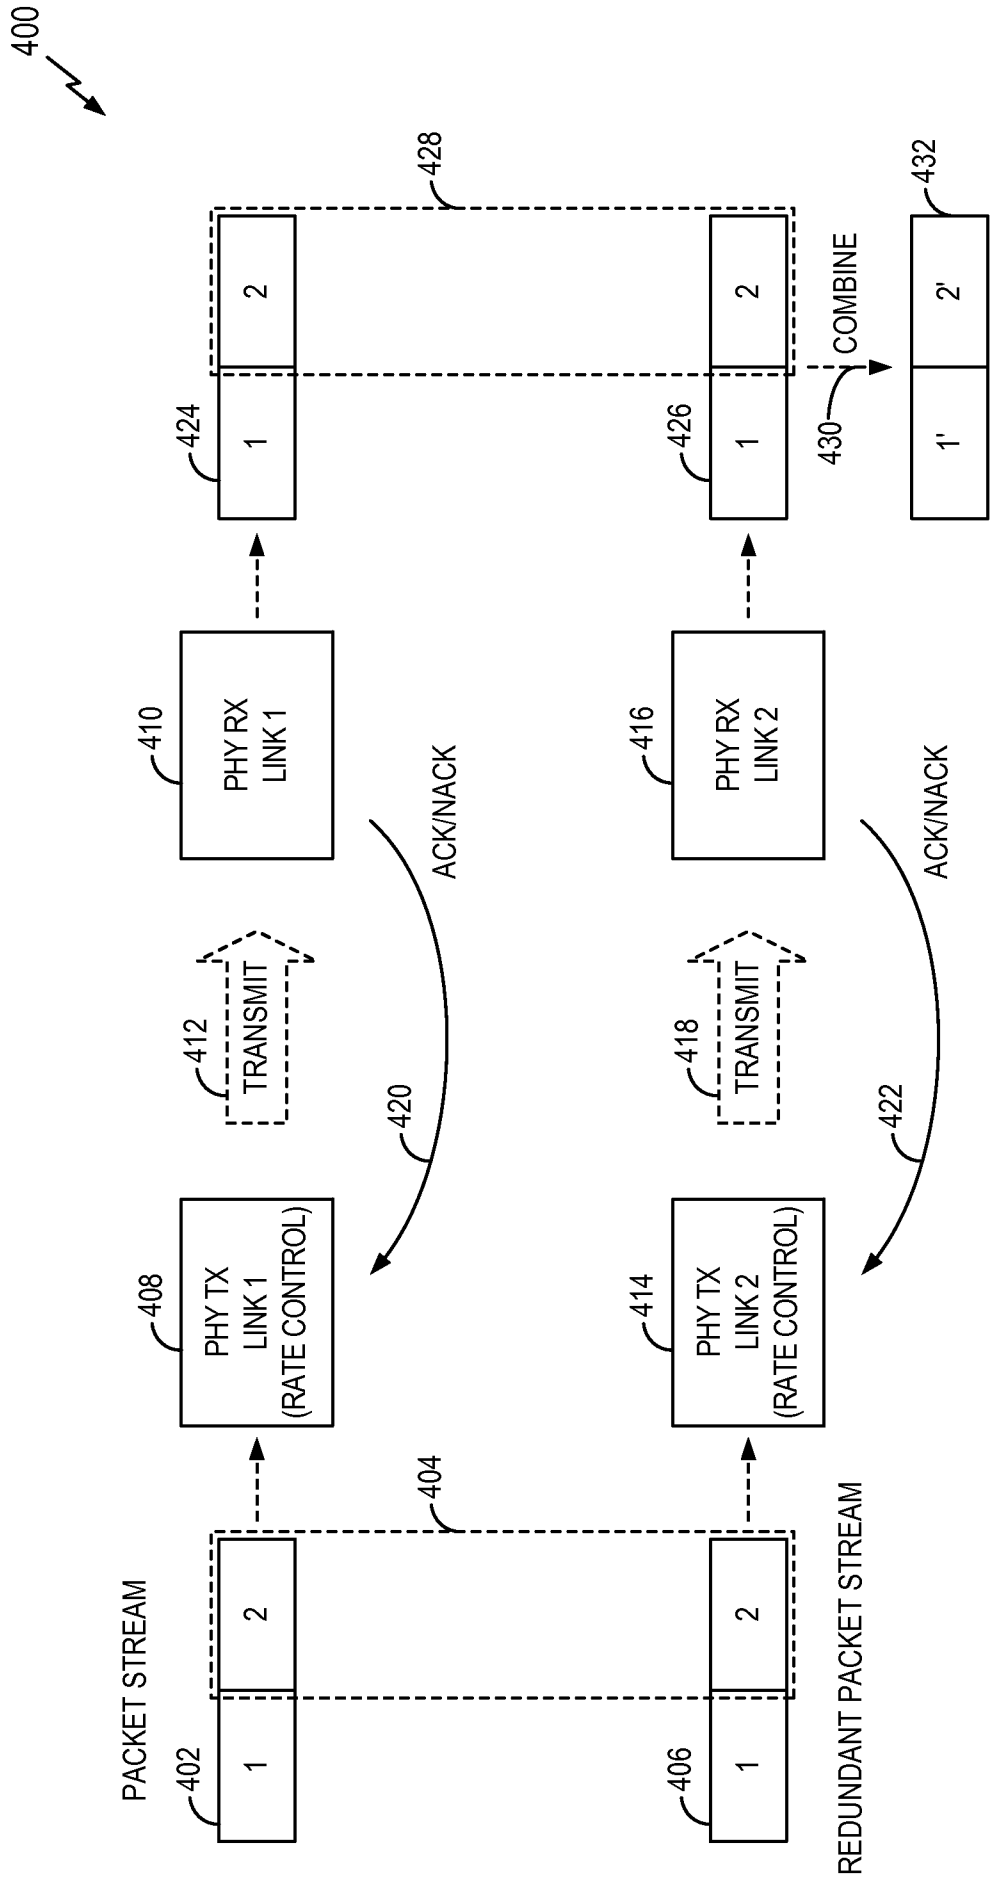 400
PACKET STREAM
402
1
2
404
408
PHY TX
LINK 1
(RATE CONTROL)
412
TRANSMIT
410
PHY RX
LINK 1
420
ACK/NACK
424
1
2
428
406
1
2
REDUNDANT PACKET STREAM
414
PHY TX
LINK 2
(RATE CONTROL)
418
TRANSMIT
416
PHY RX
LINK 2
422
ACK/NACK
426
1
2
430
COMBINE
432
1'
2'